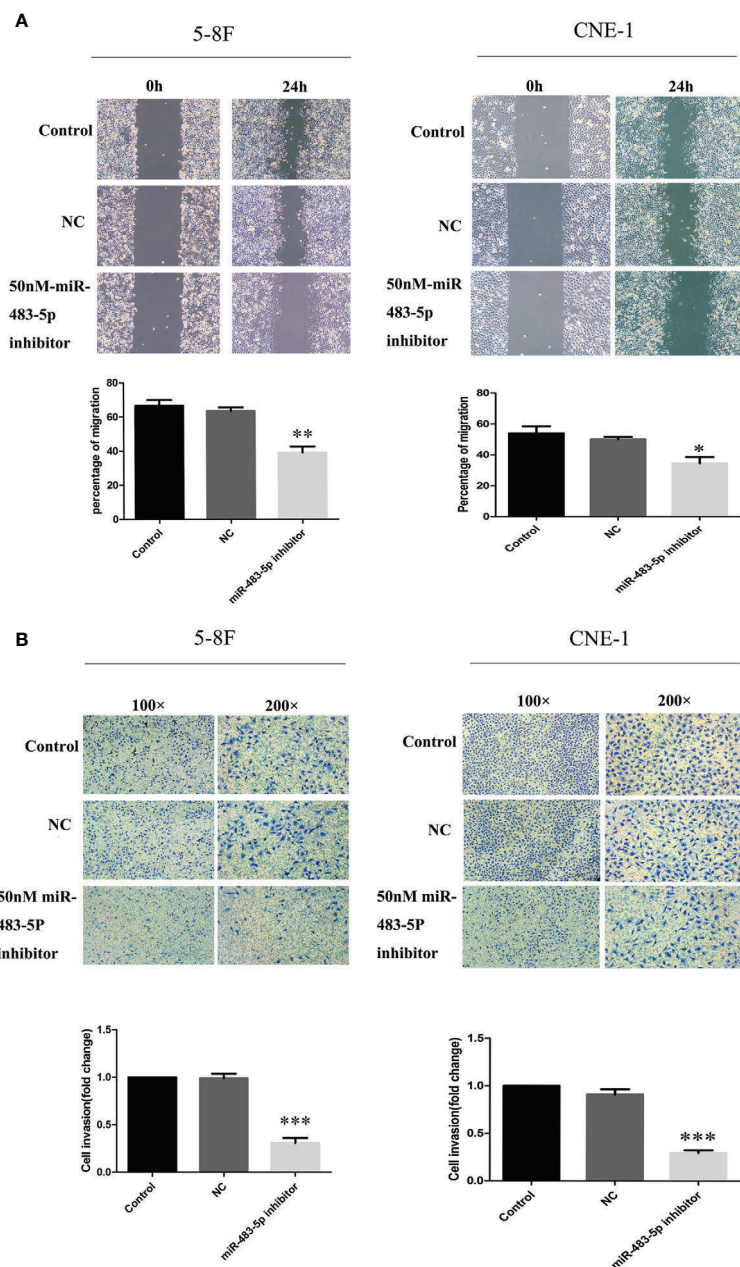 A
5-8F
0h
24h
Control
NC
50nM-miR-
483-5p
inhibitor
percentage of migration
80
60
40
20
0
**
Control
NC
miR-483-5p inhibitor
CNE-1
0h
24h
Control
NC
50nM-miR
483-5p
inhibitor
Percentage of migration
80
60
40
20
0
*
Control
NC
miR-483-5p inhibitor
B
5-8F
100×
200×
Control
NC
50nM miR-
483-5P
inhibitor
Cell invasion(fold change)
1.5
1.0
0.5
0.0
***
Control
NC
miR-483-5p inhibitor
CNE-1
100×
200×
Control
NC
50nM miR-
483-5P
inhibitor
Cell invasion(fold change)
1.5
1.0
0.5
0.0
***
Control
NC
miR-483-5p inhibitor